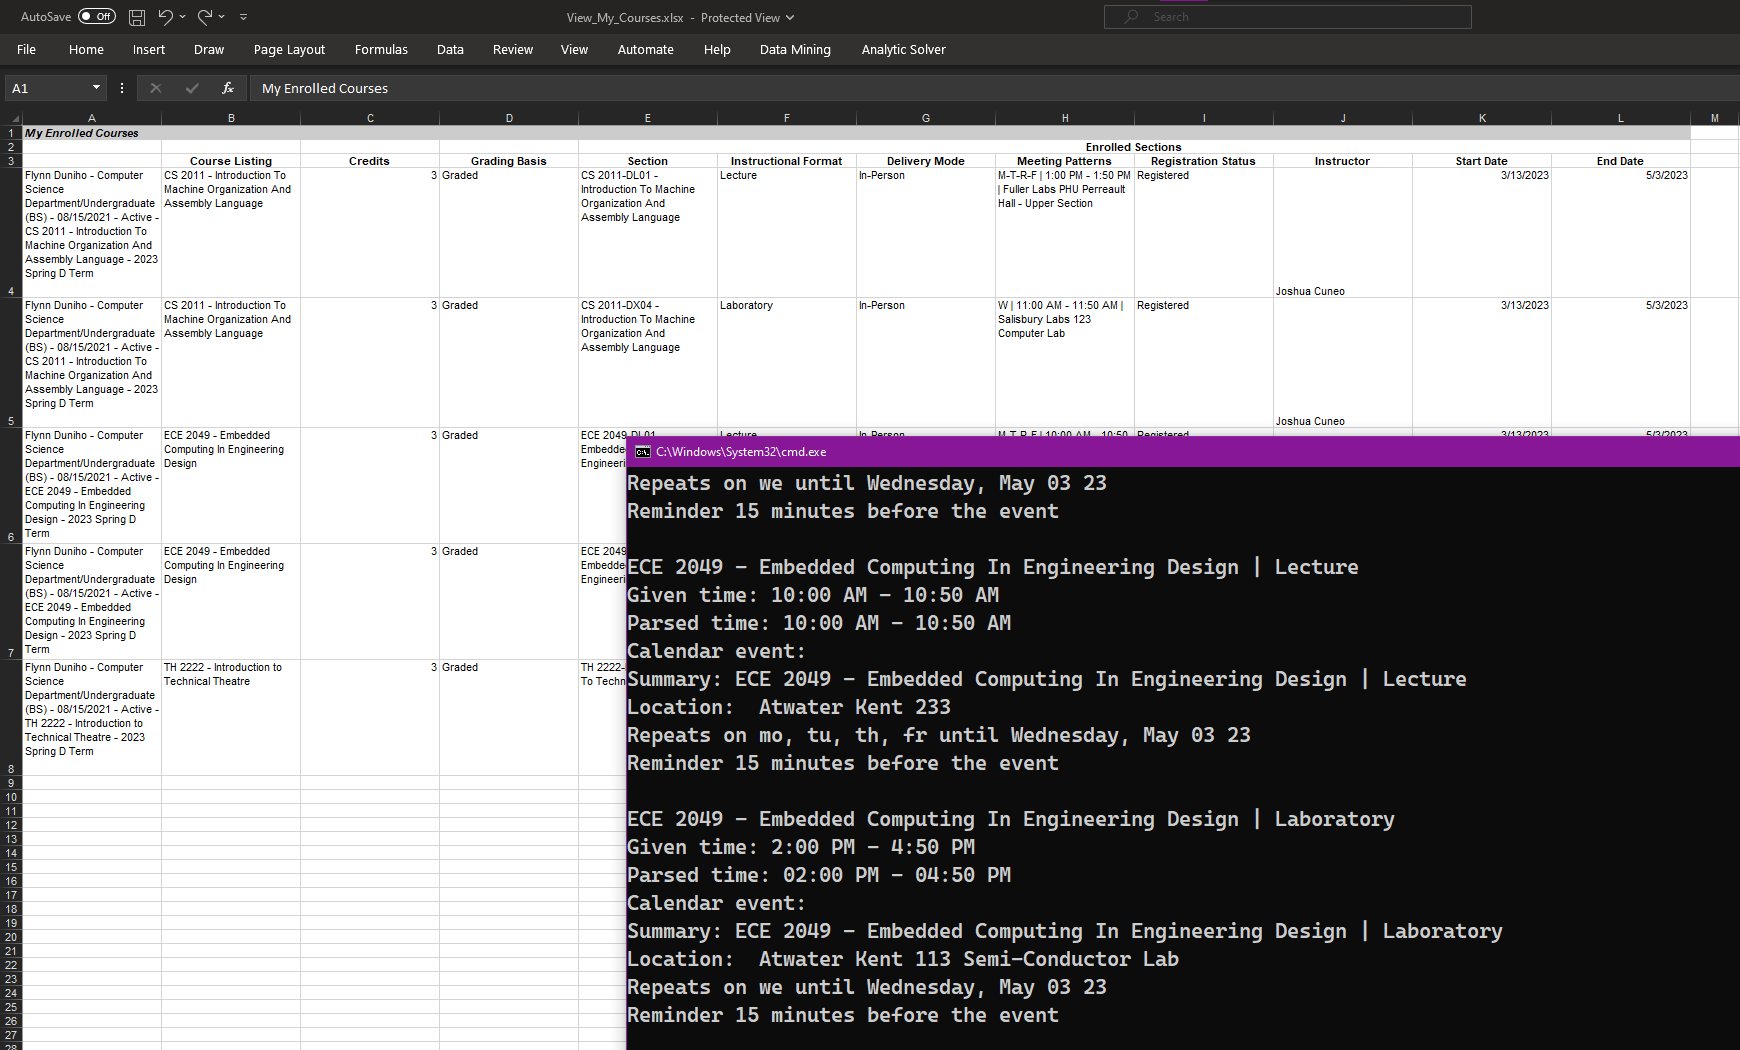 AutoSave Off View_My_Courses.xlsx - Protected View Search
File Home Insert Draw Page Layout Formulas Data Review View Automate Help Data Mining Analytic Solver
A1 fx My Enrolled Courses
A B C D E F G H I J K L M
1 My Enrolled Courses
2 Enrolled Sections
3 Course Listing Credits Grading Basis Section Instructional Format Delivery Mode Meeting Patterns Registration Status Instructor Start Date End Date
Flynn Duniho - Computer CS 2011 - Introduction To 3 Graded CS 2011-DL01 - Lecture In-Person M-T-R-F | 1:00 PM - 1:50 PM Registered 3/13/2023 5/3/2023
Science Machine Organization And Introduction To Machine | Fuller Labs PHU Perreault
Department/Undergraduate Assembly Language Organization And Hall - Upper Section
(BS) - 08/15/2021 - Active - Assembly Language
CS 2011 - Introduction To
Machine Organization And
Assembly Language - 2023
Spring D Term
4 Joshua Cuneo
Flynn Duniho - Computer CS 2011 - Introduction To 3 Graded CS 2011-DX04 - Laboratory In-Person W | 11:00 AM - 11:50 AM | Registered 3/13/2023 5/3/2023
Science Machine Organization And Introduction To Machine Salisbury Labs 123
Department/Undergraduate Assembly Language Organization And Computer Lab
(BS) - 08/15/2021 - Active - Assembly Language
CS 2011 - Introduction To
Machine Organization And
Assembly Language - 2023
Spring D Term
5 Joshua Cuneo
Flynn Duniho - Computer ECE 2049 - Embedded 3 Graded ECE 2049-DL01 Lecture In-Person M-T-R-F | 10:00 AM - 10:50 Registered 3/13/2023 5/3/2023
Science Computing In Engineering Embedde
Department/Undergraduate Design Engineeri
(BS) - 08/15/2021 - Active -
ECE 2049 - Embedded
Computing In Engineering
Design - 2023 Spring D
6 Term
Flynn Duniho - Computer ECE 2049 - Embedded 3 Graded ECE 2049
Science Computing In Engineering Embedde
Department/Undergraduate Design Engineeri
(BS) - 08/15/2021 - Active -
ECE 2049 - Embedded
Computing In Engineering
Design - 2023 Spring D
7 Term
Flynn Duniho - Computer TH 2222 - Introduction to 3 Graded TH 2222-
Science Technical Theatre To Techn
Department/Undergraduate
(BS) - 08/15/2021 - Active -
TH 2222 - Introduction to
Technical Theatre - 2023
Spring D Term
8
9
10
11
12
13
14
15
16
17
18
19
20
21
22
23
24
25
26
27
28
C:\Windows\System32\cmd.exe
Repeats on we until Wednesday, May 03 23
Reminder 15 minutes before the event
ECE 2049 - Embedded Computing In Engineering Design | Lecture
Given time: 10:00 AM - 10:50 AM
Parsed time: 10:00 AM - 10:50 AM
Calendar event:
Summary: ECE 2049 - Embedded Computing In Engineering Design | Lecture
Location:  Atwater Kent 233
Repeats on mo, tu, th, fr until Wednesday, May 03 23
Reminder 15 minutes before the event
ECE 2049 - Embedded Computing In Engineering Design | Laboratory
Given time: 2:00 PM - 4:50 PM
Parsed time: 02:00 PM - 04:50 PM
Calendar event:
Summary: ECE 2049 - Embedded Computing In Engineering Design | Laboratory
Location:  Atwater Kent 113 Semi-Conductor Lab
Repeats on we until Wednesday, May 03 23
Reminder 15 minutes before the event